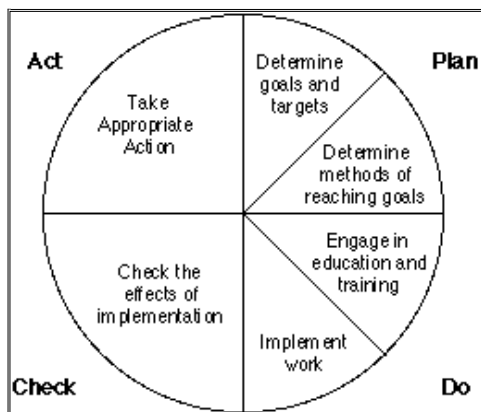 Act
Plan
Determine
goals and
targets
Take
Appropriate
Action
Determine
methods of
reaching goals
Engage in
education and
training
Check the
effects of
implementation
Implement
work
Check
Do